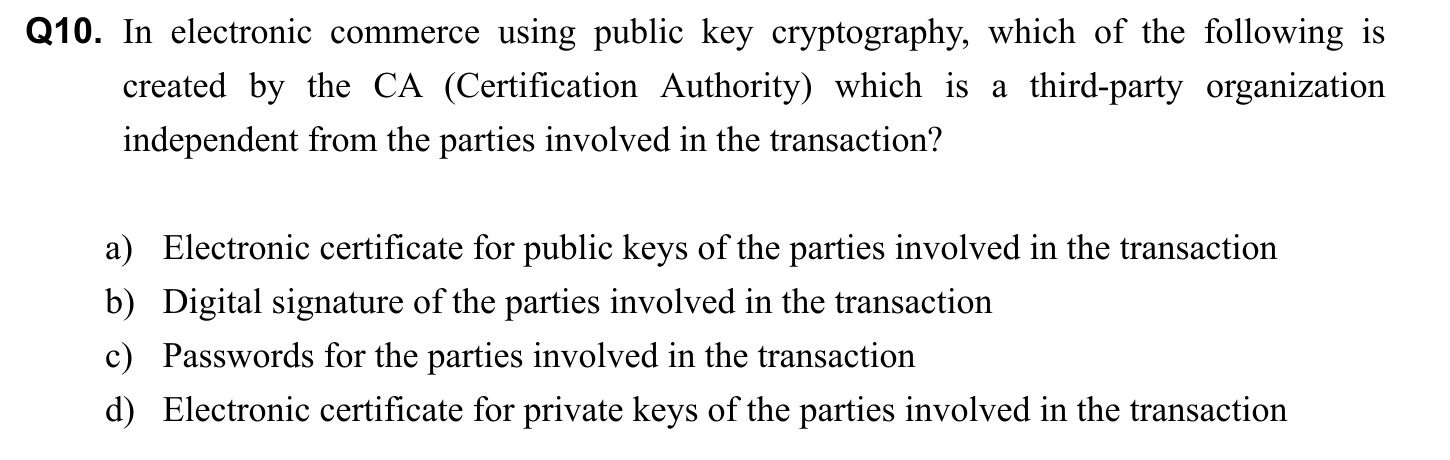 Q10. In electronic commerce using public key cryptography, which of the following is
created by the CA (Certification Authority) which is a third-party organization
independent from the parties involved in the transaction?
a) Electronic certificate for public keys of the parties involved in the transaction
b) Digital signature of the parties involved in the transaction
c) Passwords for the parties involved in the transaction
d) Electronic certificate for private keys of the parties involved in the transaction